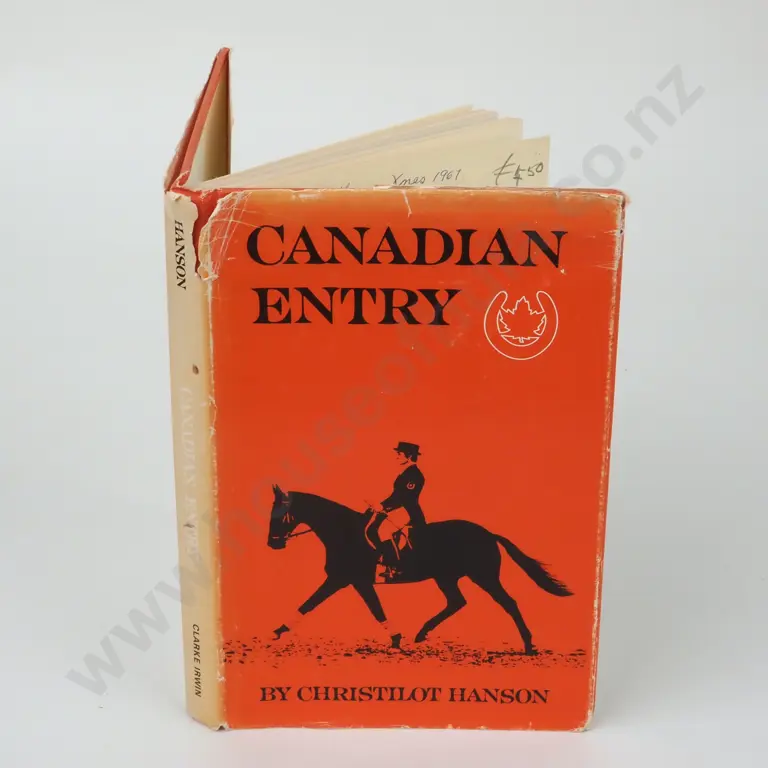 Xmas 1967 £4.50
CANADIAN
ENTRY
BY CHRISTILOT HANSON
HANSON
CANADIAN ENTRY
CLARKE IRWIN